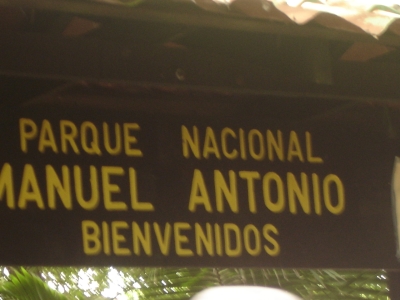 PARQUE NACIONAL
MANUEL ANTONIO
BIENVENIDOS